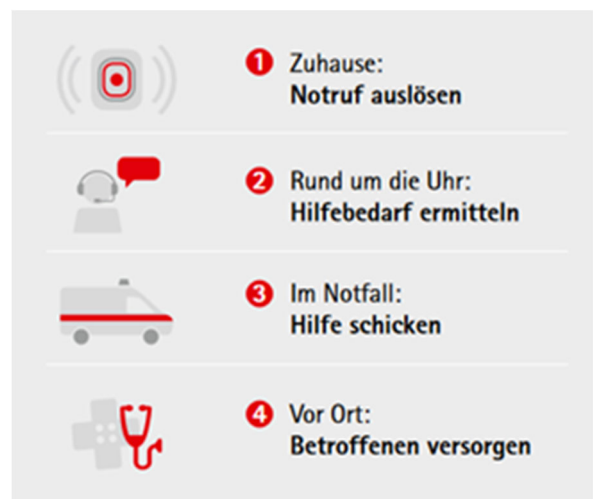 1 Zuhause:
Notruf auslösen
2 Rund um die Uhr:
Hilfebedarf ermitteln
3 Im Notfall:
Hilfe schicken
4 Vor Ort:
Betroffenen versorgen